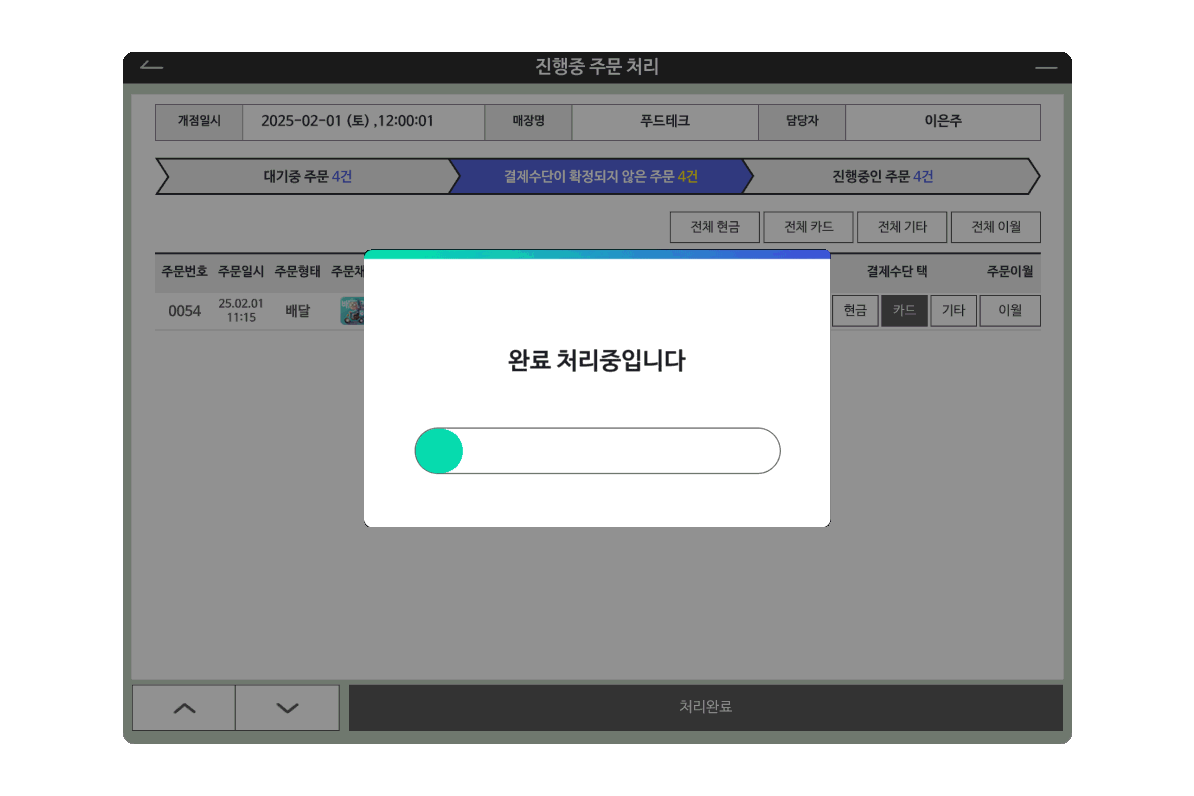 진행중 주문 처리
개점일시 2025-02-01 (토) ,12:00:01 매장명 푸드테크 담당자 이은주
대기중 주문 4건 결제수단이 확정되지 않은 주문 4건 진행중인 주문 4건
전체 현금 전체 카드 전체 기타 전체 이월
주문번호 주문일시 주문형태 결제수단 택 주문이월
0054 25.02.01 배달 현금 카드 기타 이월
11:15
완료 처리중입니다
처리완료